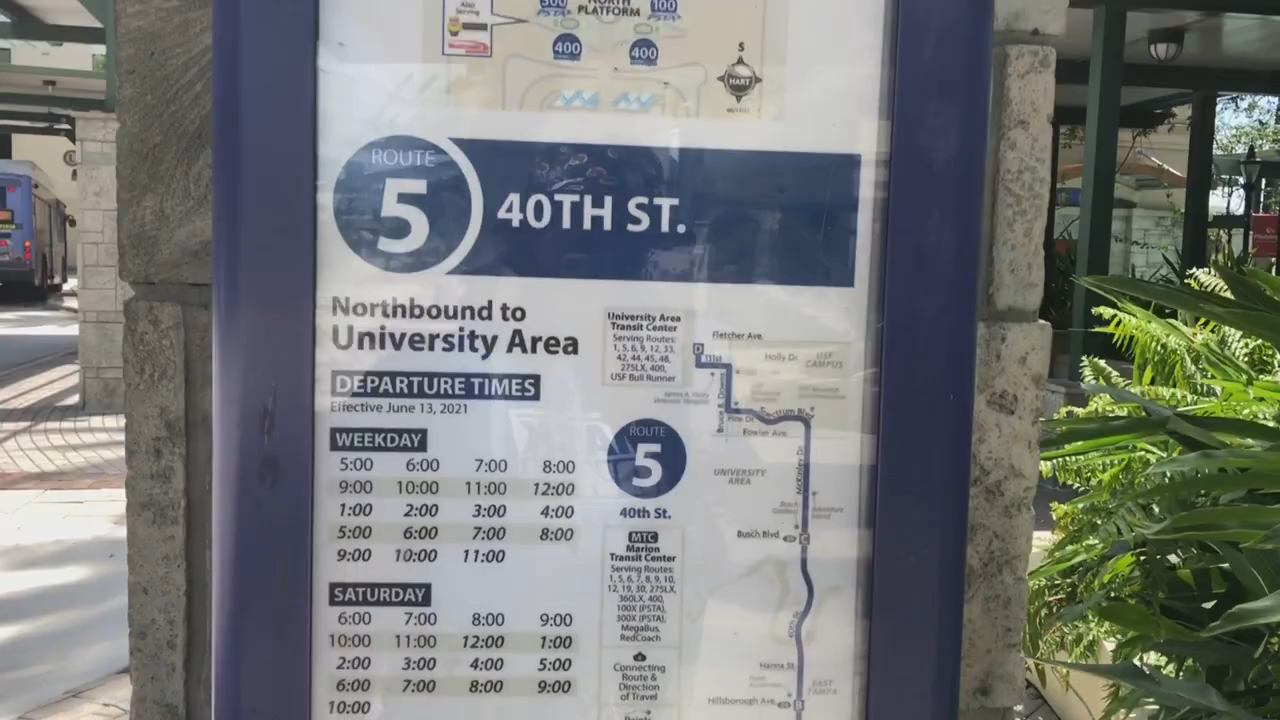 Also
Serving
300
PSTA
NORTH
PLATFORM
100
PSTA
400
400
S
HART
ROUTE
5
40TH ST.
Northbound to
University Area
DEPARTURE TIMES
Effective June 13, 2021
WEEKDAY
5:00 6:00 7:00 8:00
9:00 10:00 11:00 12:00
1:00 2:00 3:00 4:00
5:00 6:00 7:00 8:00
9:00 10:00 11:00
SATURDAY
6:00 7:00 8:00 9:00
10:00 11:00 12:00 1:00
2:00 3:00 4:00 5:00
6:00 7:00 8:00 9:00
10:00
University Area
Transit Center
Serving Routes:
1, 5, 6, 9, 12, 33,
42, 44, 45, 48,
275LX, 400,
USF Bull Runner
ROUTE
5
40th St.
MTC
Marion
Transit Center
Serving Routes:
1, 5, 6, 7, 8, 9, 10,
12, 19, 30, 275LX,
360LX, 400,
100X (PSTA),
300X (PSTA),
MegaBus,
RedCoach
Connecting
Route &
Direction
of Travel
Points
Fletcher Ave.
D
131st
Holly Dr.
USF
CAMPUS
Bruce B. Downs
Pine Dr.
Spectrum Blvd.
Fowler Ave.
McKinley Dr.
UNIVERSITY
AREA
Busch
Gardens
Adventure
Island
Busch Blvd.
C
40th St.
Hanna St.
Hillsborough Ave.
B
EAST
TAMPA